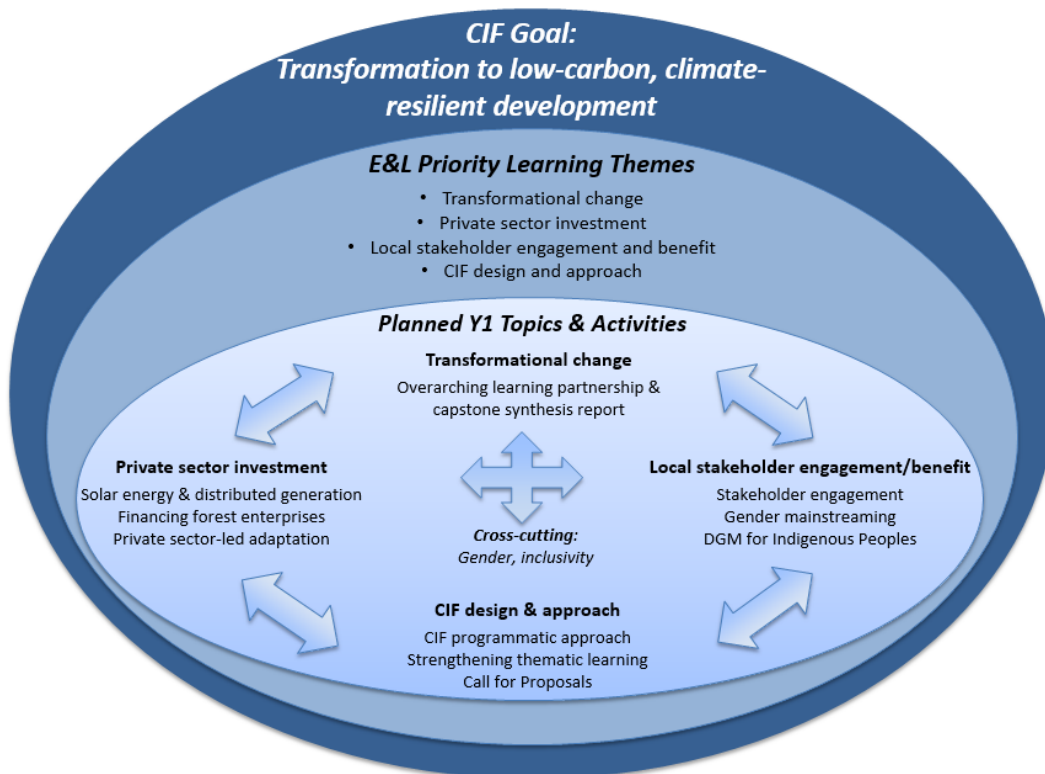 CIF Goal:
Transformation to low-carbon, climate-
resilient development
E&L Priority Learning Themes
• Transformational change
• Private sector investment
• Local stakeholder engagement and benefit
• CIF design and approach
Planned Y1 Topics & Activities
Transformational change
Overarching learning partnership &
capstone synthesis report
Private sector investment
Solar energy & distributed generation
Financing forest enterprises
Private sector-led adaptation
Cross-cutting:
Gender, inclusivity
Local stakeholder engagement/benefit
Stakeholder engagement
Gender mainstreaming
DGM for Indigenous Peoples
CIF design & approach
CIF programmatic approach
Strengthening thematic learning
Call for Proposals